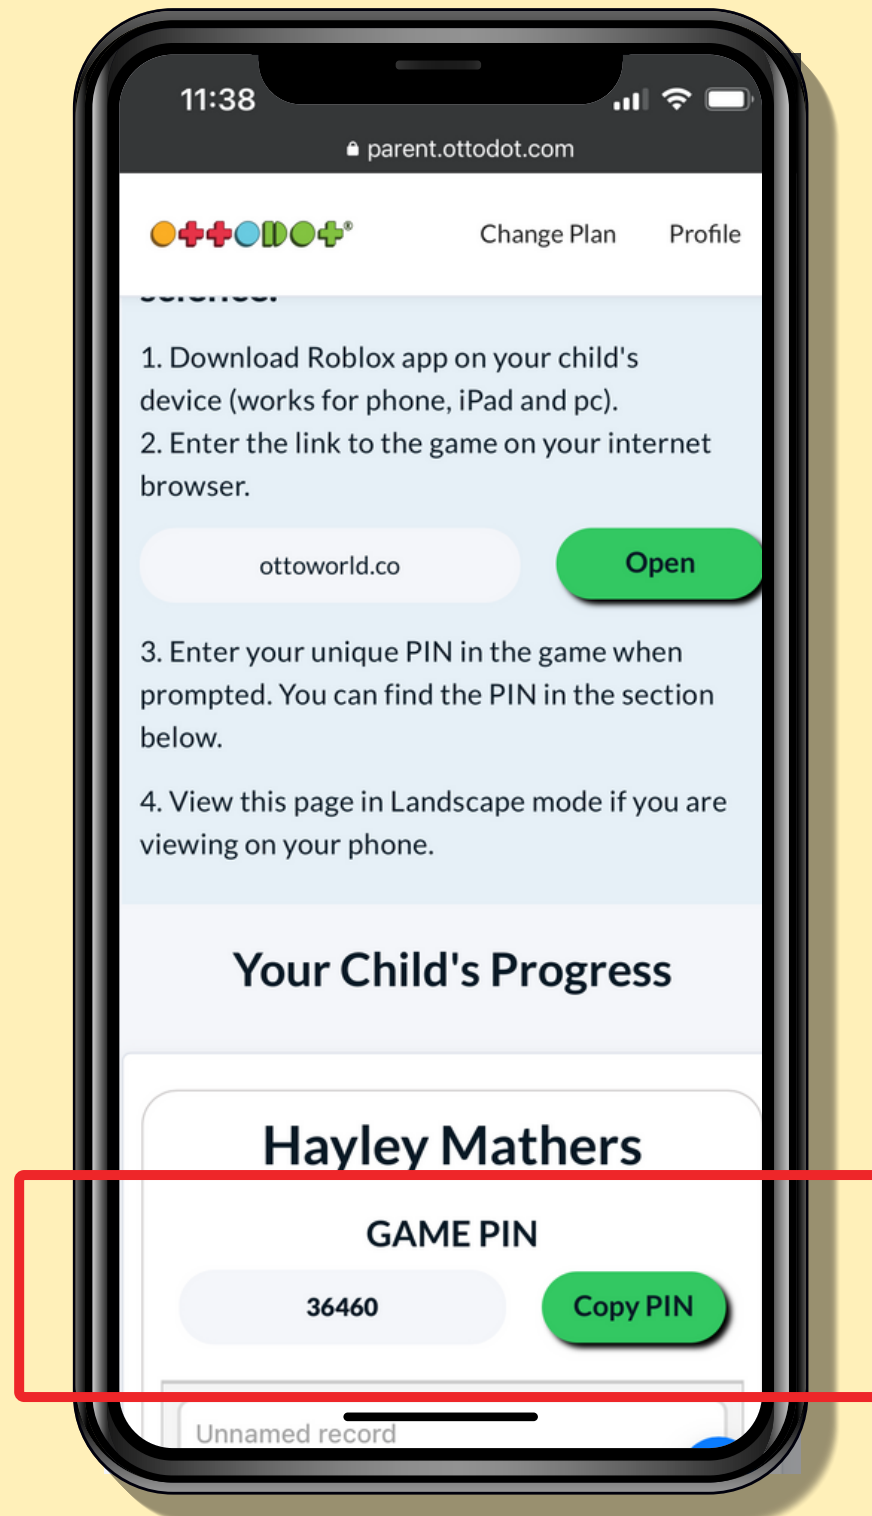 11:38
parent.ottodot.com
OTTODOT®
Change Plan Profile
science.
1. Download Roblox app on your child's
device (works for phone, iPad and pc).
2. Enter the link to the game on your internet
browser.
ottoworld.co Open
3. Enter your unique PIN in the game when
prompted. You can find the PIN in the section
below.
4. View this page in Landscape mode if you are
viewing on your phone.
Your Child's Progress
Hayley Mathers
GAME PIN
36460 Copy PIN
Unnamed record